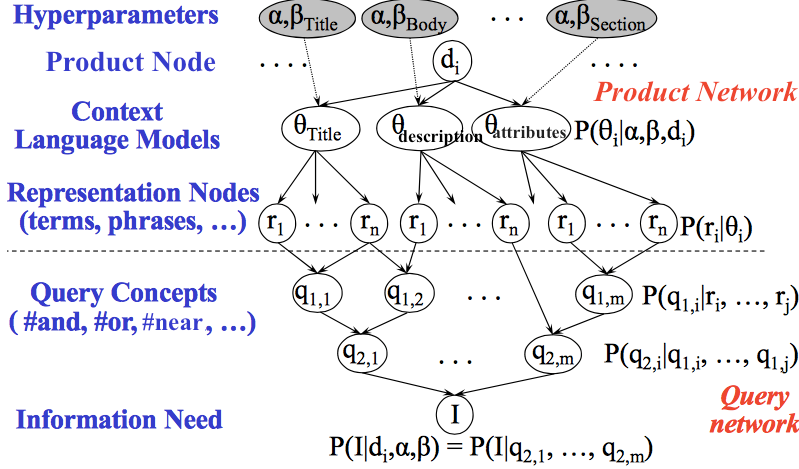 Hyperparameters α,βTitle α,βBody . . . α,βSection
Product Node . . . . di . . . .
Product Network
Context
Language Models θTitle θdescription θattributes P(θi|α,β,di)
Representation Nodes
(terms, phrases, …) r1 . . . rn r1 . . . rn r1 . . . rn P(ri|θi)
Query Concepts q1,1 q1,2 . . . q1,m P(q1,i|ri, …, rj)
( #and, #or, #near, …)
q2,1 . . . q2,m P(q2,i|q1,i, …, q1,j)
Information Need I Query
network
P(I|di,α,β) = P(I|q2,1, …, q2,m)